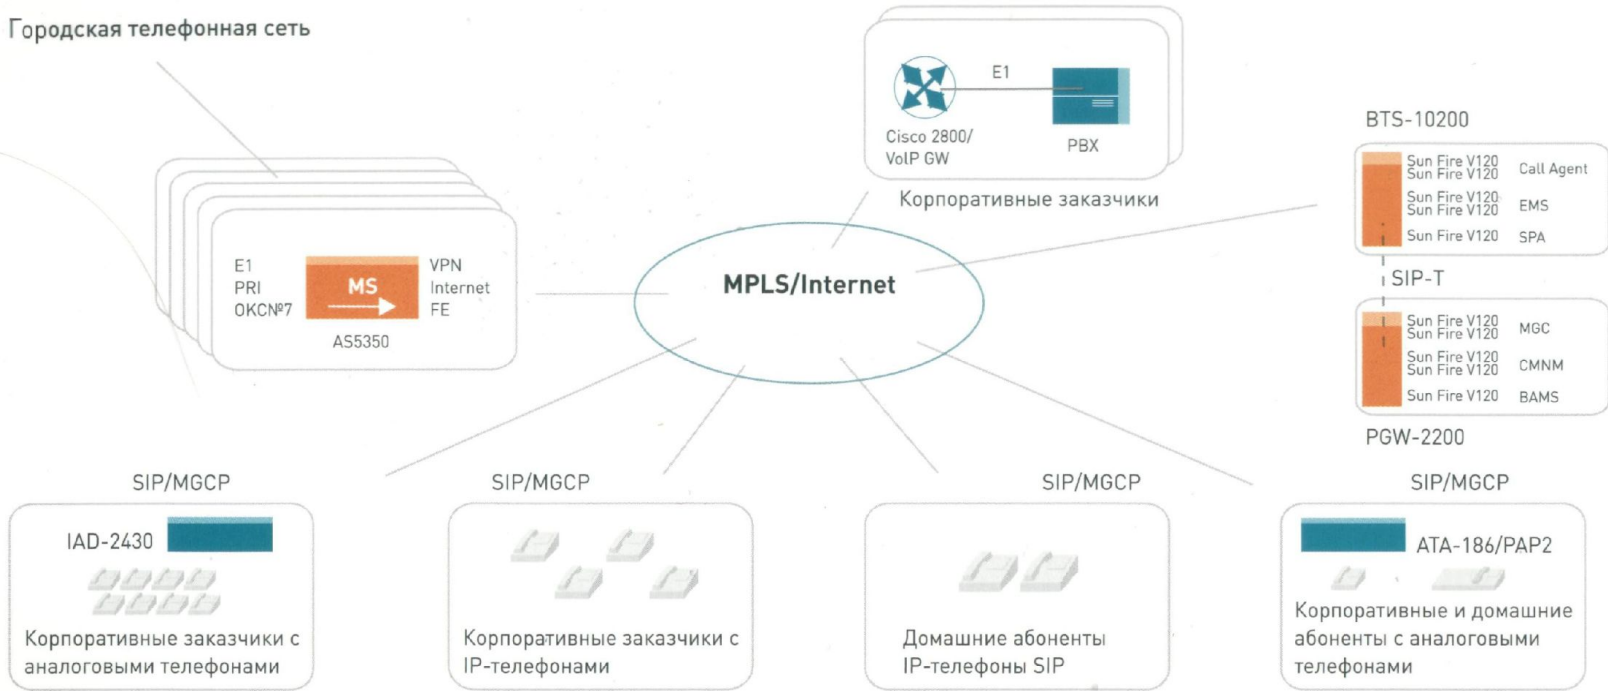 Городская телефонная сеть
E1
Cisco 2800/
VoIP GW
PBX
Корпоративные заказчики
BTS-10200
Sun Fire V120
Sun Fire V120
Call Agent
Sun Fire V120
Sun Fire V120
EMS
Sun Fire V120
SPA
SIP-T
Sun Fire V120
Sun Fire V120
MGC
Sun Fire V120
Sun Fire V120
CMNM
Sun Fire V120
BAMS
PGW-2200
E1
PRI
ОКС№7
MS
VPN
Internet
FE
AS5350
MPLS/Internet
SIP/MGCP
IAD-2430
Корпоративные заказчики с
аналоговыми телефонами
SIP/MGCP
Корпоративные заказчики с
IP-телефонами
SIP/MGCP
Домашние абоненты
IP-телефоны SIP
SIP/MGCP
ATA-186/PAP2
Корпоративные и домашние
абоненты с аналоговыми
телефонами